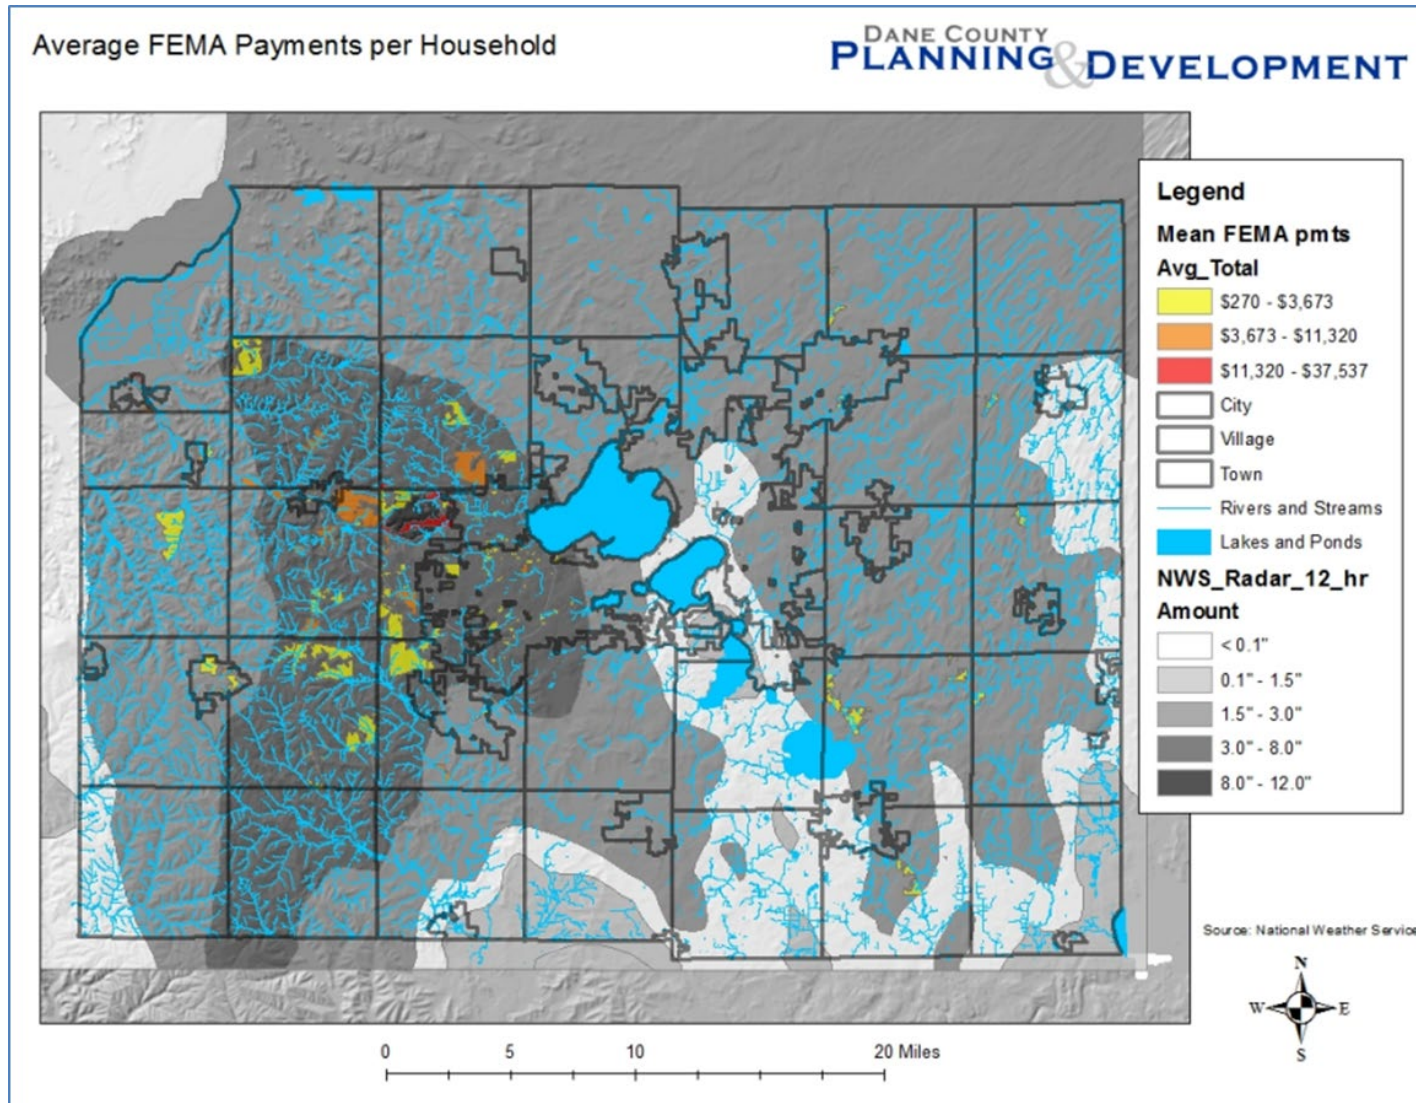 Average FEMA Payments per Household
DANE COUNTY
PLANNING & DEVELOPMENT
Legend
Mean FEMA pmts
Avg_Total
$270 - $3,673
$3,673 - $11,320
$11,320 - $37,537
City
Village
Town
Rivers and Streams
Lakes and Ponds
NWS_Radar_12_hr
Amount
< 0.1"
0.1" - 1.5"
1.5" - 3.0"
3.0" - 8.0"
8.0" - 12.0"
Source: National Weather Service
N
W E
S
0 5 10 20 Miles